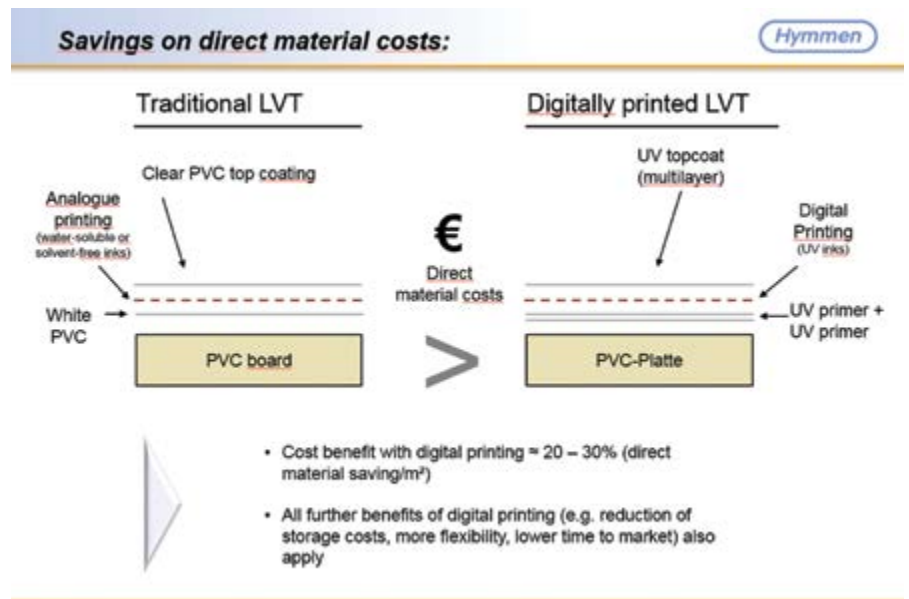 Savings on direct material costs:
Hymmen
Traditional LVT
Digitally printed LVT
Clear PVC top coating
UV topcoat
(multilayer)
Analogue
printing
(water-soluble or
solvent-free inks)
Digital
Printing
(UV inks)
€
Direct
material costs
White
PVC
UV primer +
UV primer
PVC board
>
PVC-Platte
• Cost benefit with digital printing ≈ 20 – 30% (direct
material saving/m²)
• All further benefits of digital printing (e.g. reduction of
storage costs, more flexibility, lower time to market) also
apply